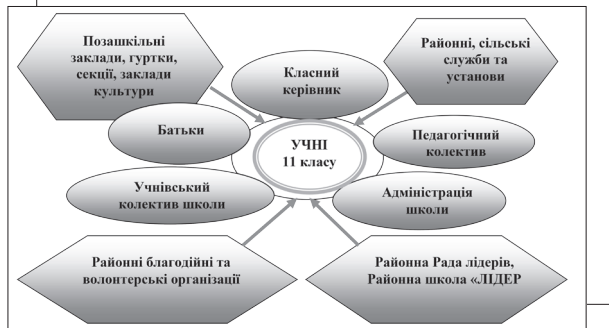 Позашкільні
заклади, гуртки,
секції, заклади
культури
Районні, сільські
служби та
установи
Класний
керівник
Батьки
УЧНІ
11 класу
Педагогічний
колектив
Учнівський
колектив школи
Адміністрація
школи
Районні благодійні та
волонтерські організації
Районна Рада лідерів,
Районна школа «ЛІДЕР